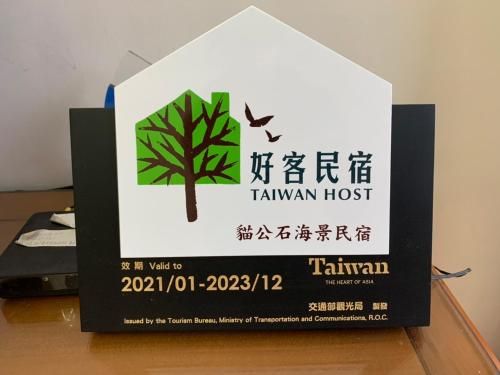 好客民宿
TAIWAN HOST
貓公石海景民宿
效期 Valid to
2021/01-2023/12
Taiwan
THE HEART OF ASIA
交通部觀光局 製發
Issued by the Tourism Bureau, Ministry of Transportation and Communications, R.O.C.